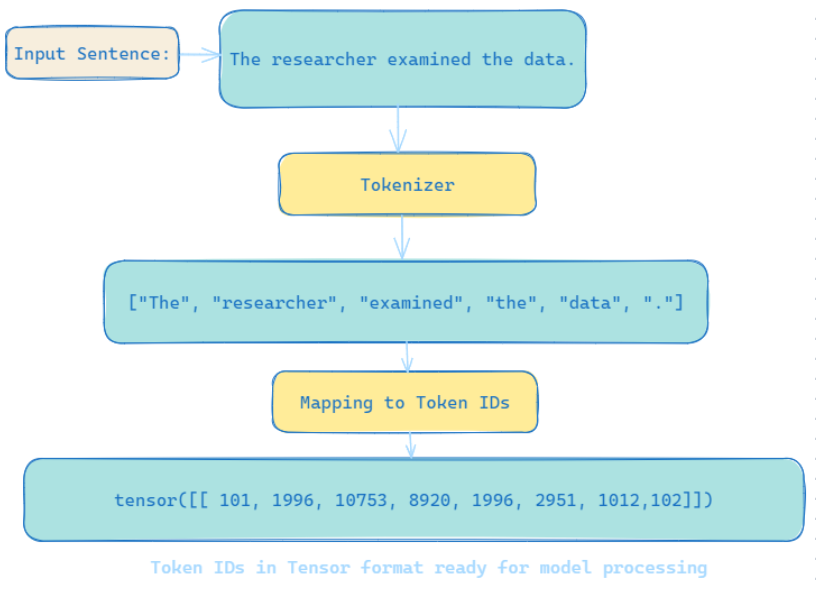 Input Sentence:
The researcher examined the data.
Tokenizer
["The", "researcher", "examined", "the", "data", "."]
Mapping to Token IDs
tensor([[ 101, 1996, 10753, 8920, 1996, 2951, 1012,102]])
Token IDs in Tensor format ready for model processing